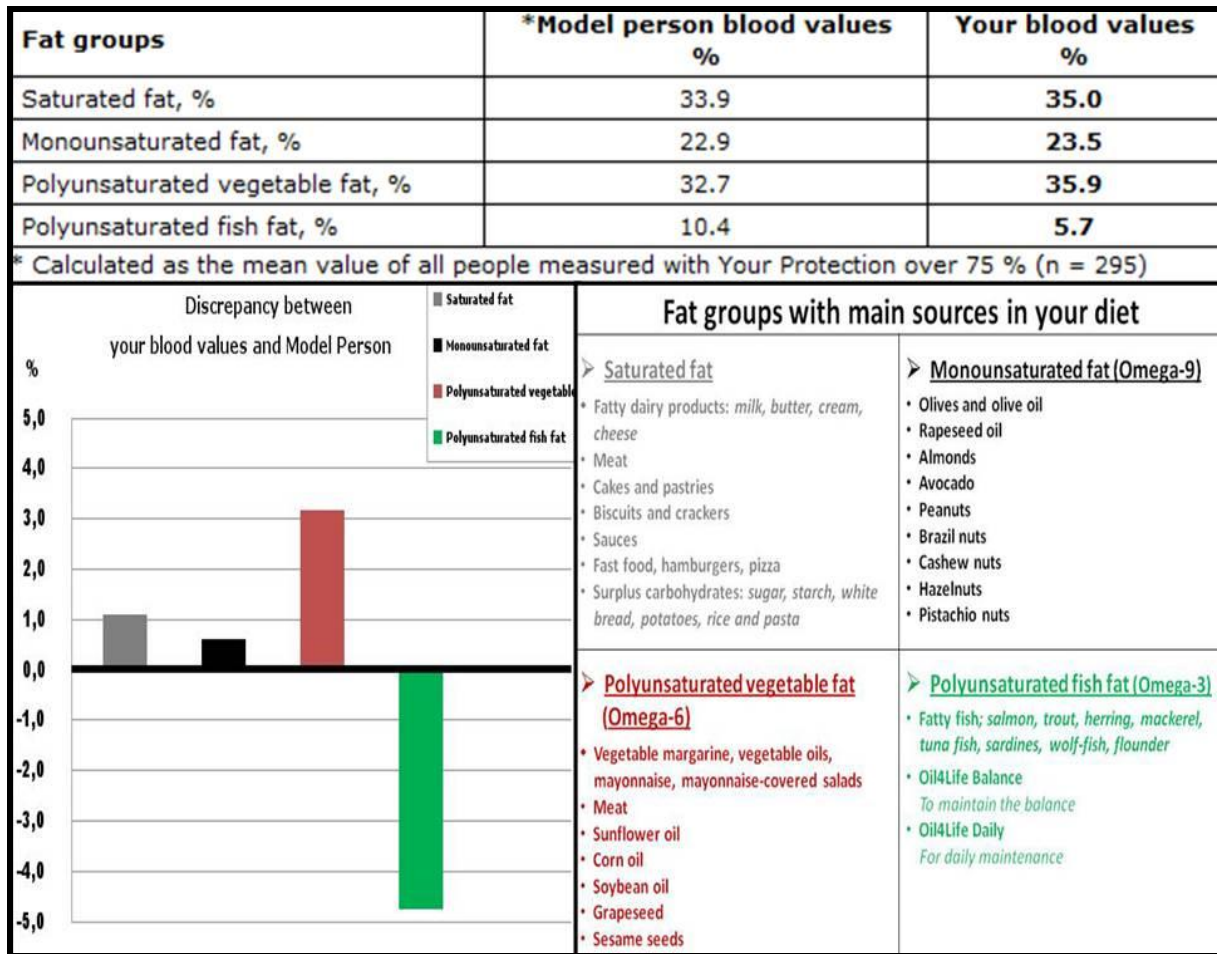 Fat groups *Model person blood values % Your blood values %
Saturated fat, % 33.9 35.0
Monounsaturated fat, % 22.9 23.5
Polyunsaturated vegetable fat, % 32.7 35.9
Polyunsaturated fish fat, % 10.4 5.7
* Calculated as the mean value of all people measured with Your Protection over 75 % (n = 295)
Discrepancy between
your blood values and Model Person
Saturated fat
Monounsaturated fat
Polyunsaturated vegetable
Polyunsaturated fish fat
%
5,0
4,0
3,0
2,0
1,0
0,0
-1,0
-2,0
-3,0
-4,0
-5,0
Fat groups with main sources in your diet
➢ Saturated fat
• Fatty dairy products: milk, butter, cream,
cheese
• Meat
• Cakes and pastries
• Biscuits and crackers
• Sauces
• Fast food, hamburgers, pizza
• Surplus carbohydrates: sugar, starch, white
bread, potatoes, rice and pasta
➢ Monounsaturated fat (Omega-9)
• Olives and olive oil
• Rapeseed oil
• Almonds
• Avocado
• Peanuts
• Brazil nuts
• Cashew nuts
• Hazelnuts
• Pistachio nuts
➢ Polyunsaturated vegetable fat
(Omega-6)
• Vegetable margarine, vegetable oils,
mayonnaise, mayonnaise-covered salads
• Meat
• Sunflower oil
• Corn oil
• Soybean oil
• Grapeseed
• Sesame seeds
➢ Polyunsaturated fish fat (Omega-3)
• Fatty fish; salmon, trout, herring, mackerel,
tuna fish, sardines, wolf-fish, flounder
• Oil4Life Balance
To maintain the balance
• Oil4Life Daily
For daily maintenance